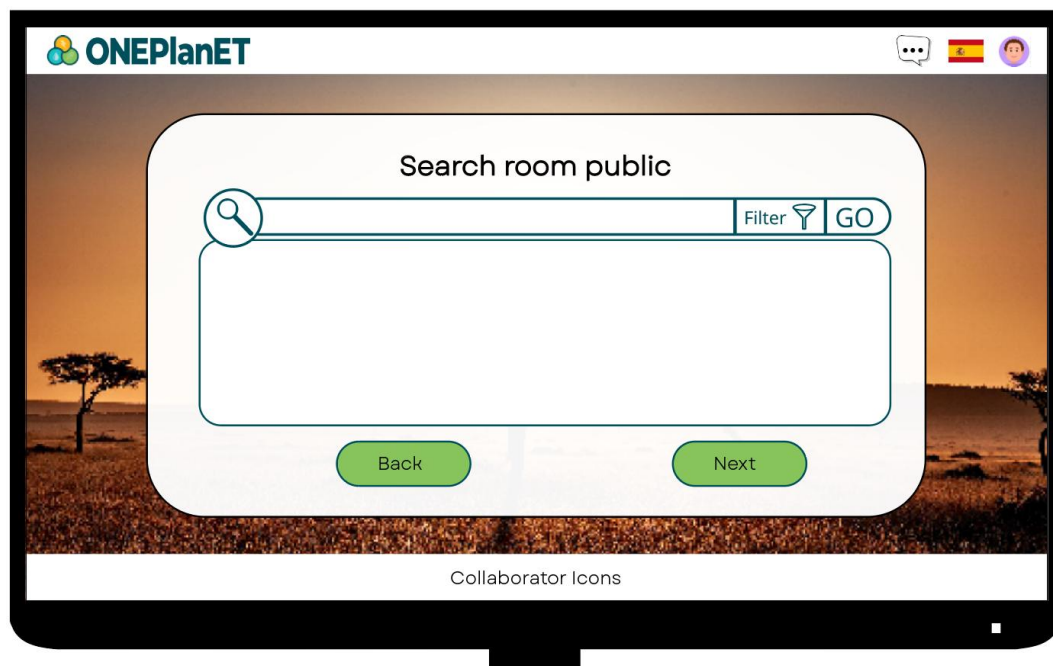 ONEPlanET
Search room public
Filter
GO
Back
Next
Collaborator Icons